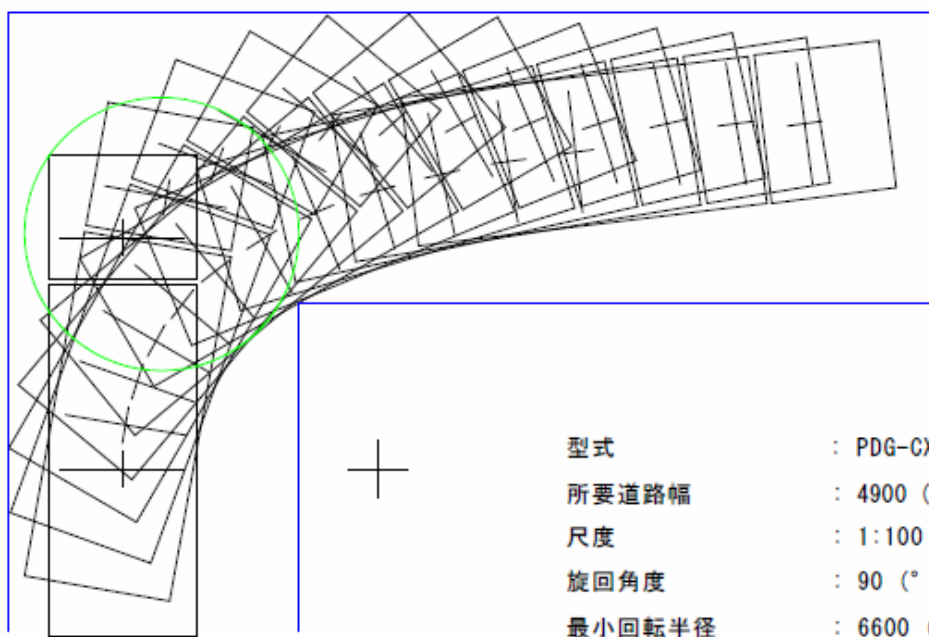 型式 : PDG-CX
所要道路幅 : 4900 (
尺度 : 1:100
旋回角度 : 90 (°
最小回転半径 : 6600 (